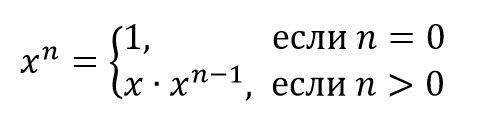 xⁿ = {1, если n = 0
x · xⁿ⁻¹, если n > 0